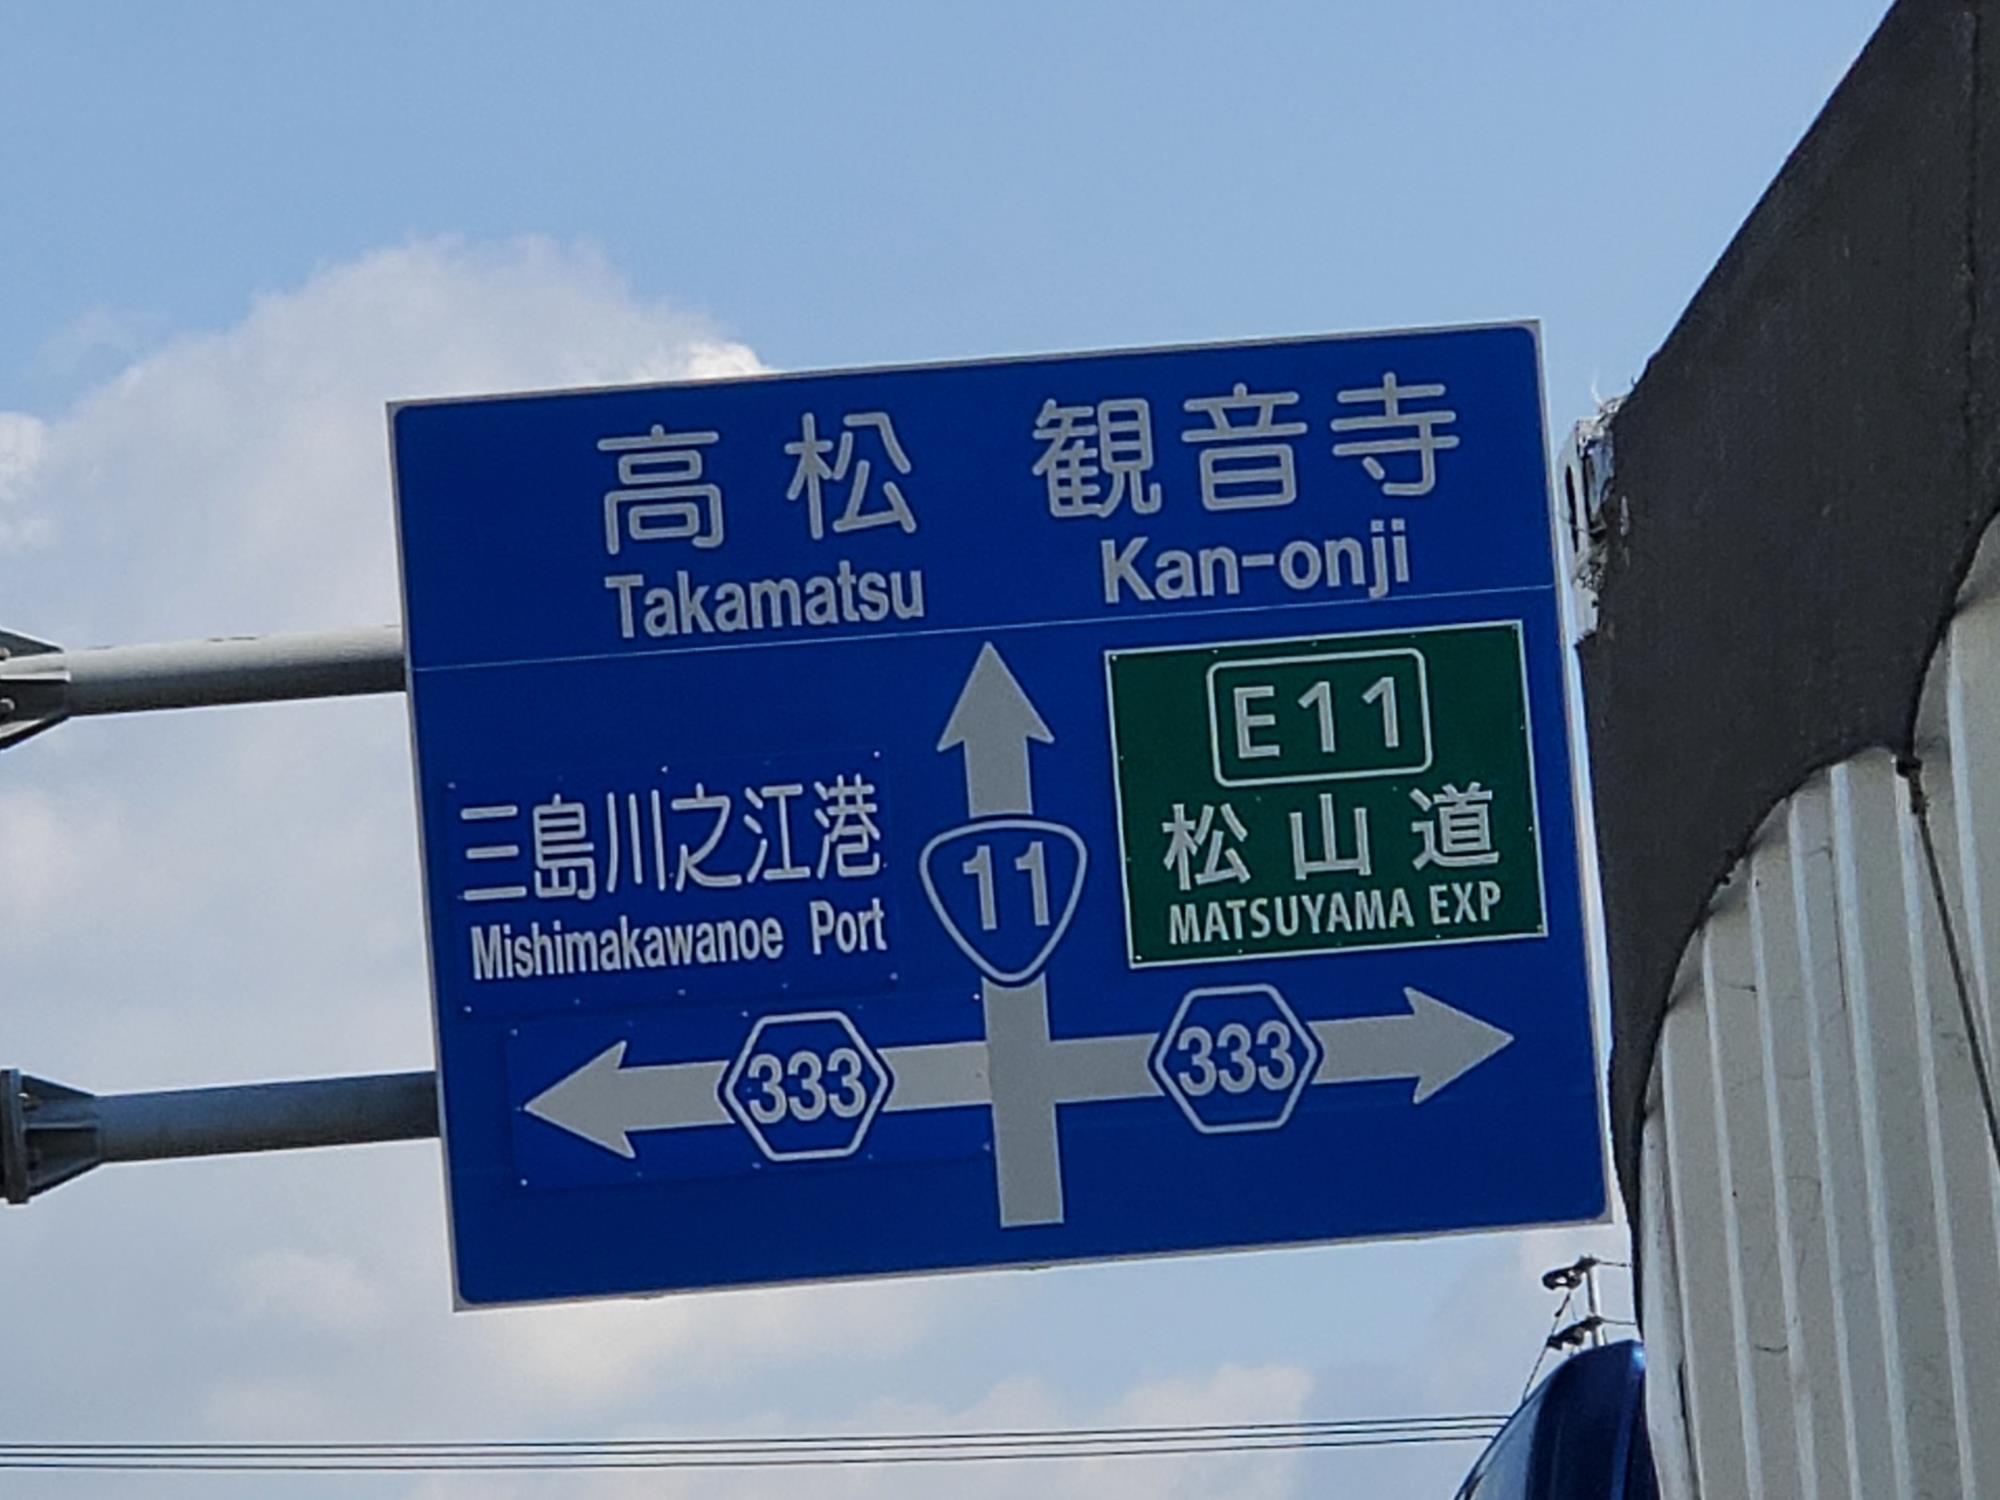 高松 観音寺
Takamatsu Kan-onji
三島川之江港
Mishimakawanoe Port
11
E11
松山道
MATSUYAMA EXP
333
333